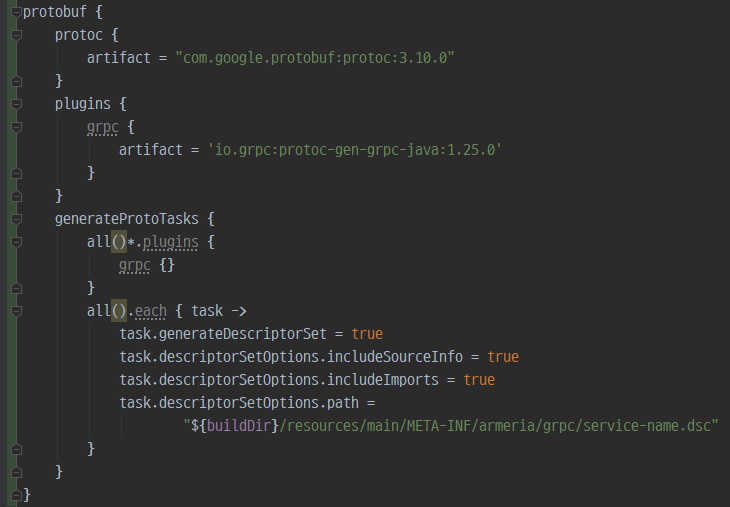 protobuf {
    protoc {
        artifact = "com.google.protobuf:protoc:3.10.0"
    }
    plugins {
        grpc {
            artifact = 'io.grpc:protoc-gen-grpc-java:1.25.0'
        }
    }
    generateProtoTasks {
        all()*.plugins {
            grpc {}
        }
        all().each { task ->
            task.generateDescriptorSet = true
            task.descriptorSetOptions.includeSourceInfo = true
            task.descriptorSetOptions.includeImports = true
            task.descriptorSetOptions.path =
                    "${buildDir}/resources/main/META-INF/armeria/grpc/service-name.dsc"
        }
    }
}